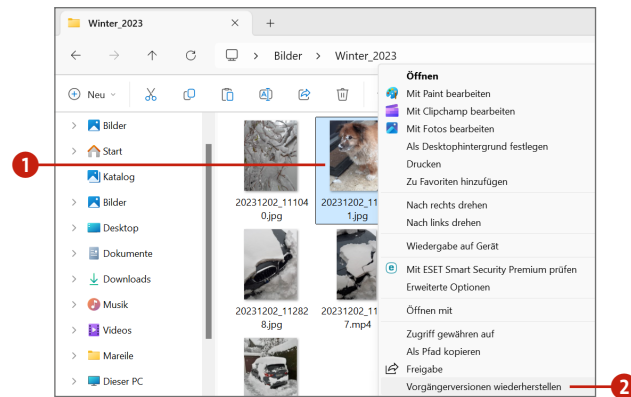 Winter_2023
Bilder > Winter_2023
Neu
Bilder
Start
Katalog
Bilder
Desktop
Dokumente
Downloads
Musik
Videos
Mareile
Dieser PC
1
20231202_11104
0.jpg
20231202_11
1.jpg
20231202_11282
8.jpg
20231202_11
7.mp4
Öffnen
Mit Paint bearbeiten
Mit Clipchamp bearbeiten
Mit Fotos bearbeiten
Als Desktophintergrund festlegen
Drucken
Zu Favoriten hinzufügen
Nach rechts drehen
Nach links drehen
Wiedergabe auf Gerät
Mit ESET Smart Security Premium prüfen
Erweiterte Optionen
Öffnen mit
Zugriff gewähren auf
Als Pfad kopieren
Freigabe
Vorgängerversionen wiederherstellen
2